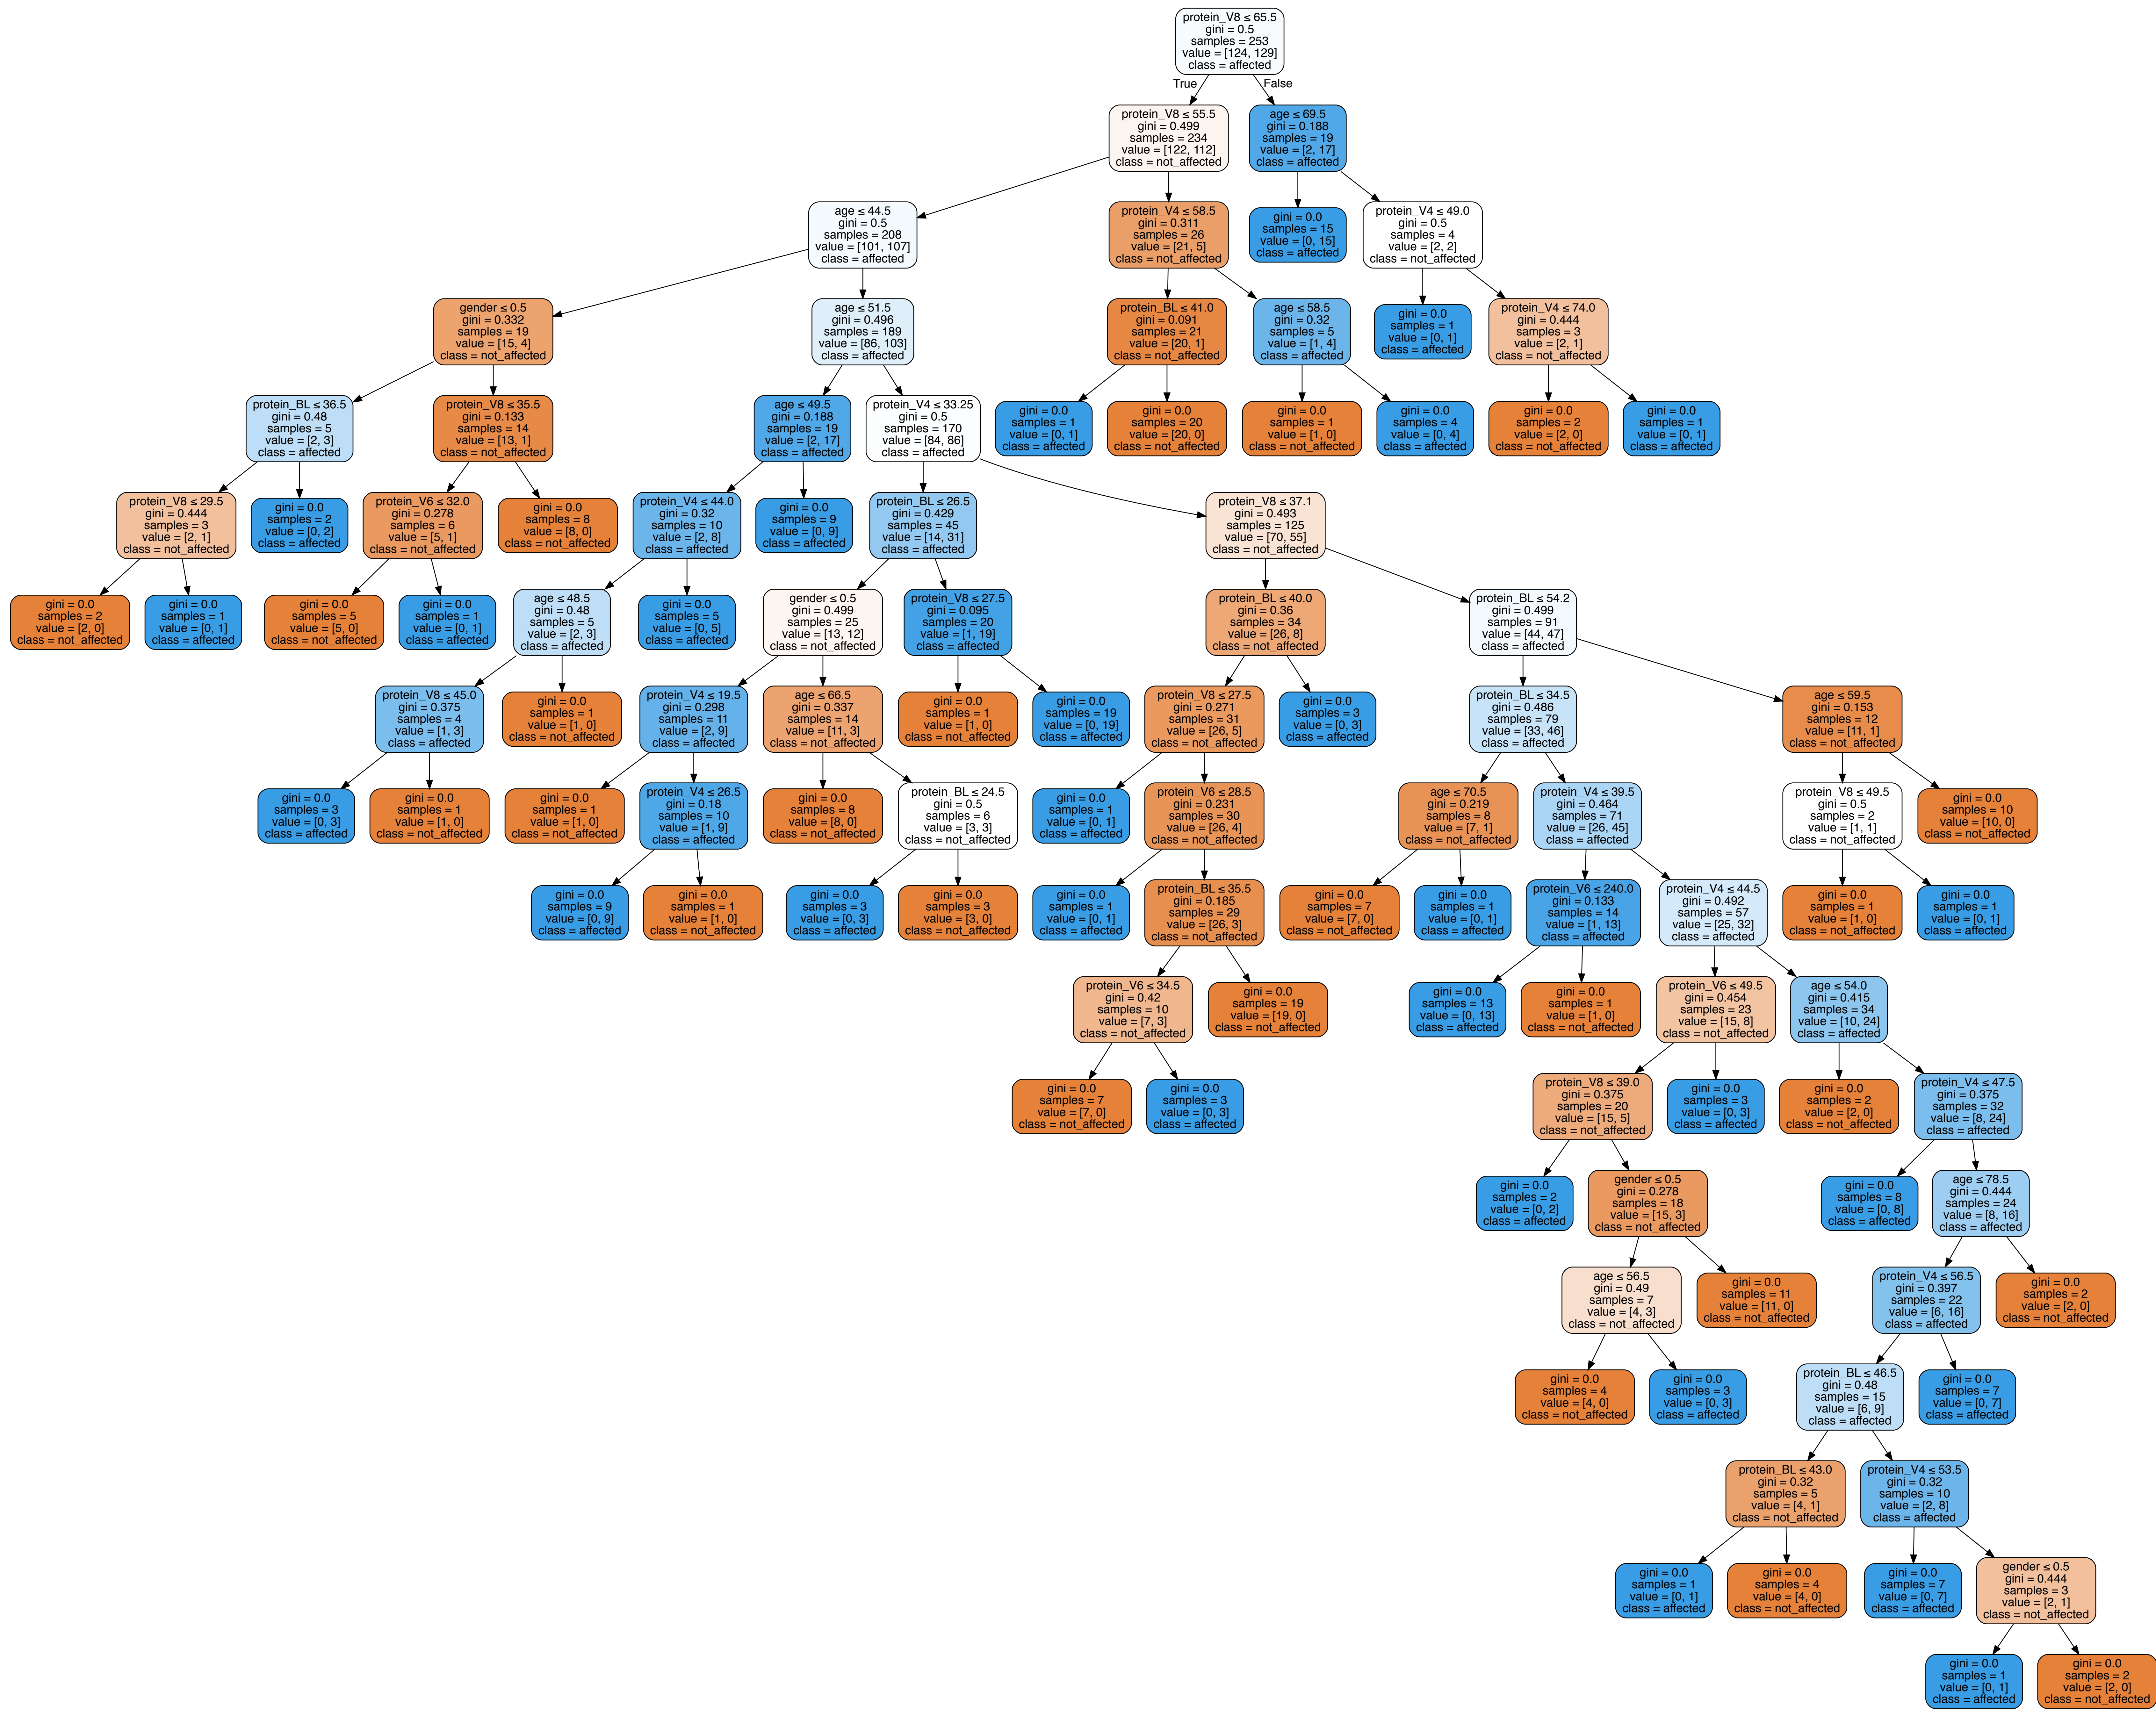 protein_V8 ≤ 65.5
gini = 0.5
samples = 253
value = [124, 129]
class = affected
True
False
protein_V8 ≤ 55.5
gini = 0.499
samples = 234
value = [122, 112]
class = not_affected
age ≤ 69.5
gini = 0.188
samples = 19
value = [2, 17]
class = affected
age ≤ 44.5
gini = 0.5
samples = 208
value = [101, 107]
class = affected
protein_V4 ≤ 58.5
gini = 0.311
samples = 26
value = [21, 5]
class = not_affected
gini = 0.0
samples = 15
value = [0, 15]
class = affected
protein_V4 ≤ 49.0
gini = 0.5
samples = 4
value = [2, 2]
class = not_affected
gender ≤ 0.5
gini = 0.332
samples = 19
value = [15, 4]
class = not_affected
age ≤ 51.5
gini = 0.496
samples = 189
value = [86, 103]
class = affected
protein_BL ≤ 41.0
gini = 0.091
samples = 21
value = [20, 1]
class = not_affected
age ≤ 58.5
gini = 0.32
samples = 5
value = [1, 4]
class = affected
gini = 0.0
samples = 1
value = [0, 1]
class = affected
protein_V4 ≤ 74.0
gini = 0.444
samples = 3
value = [2, 1]
class = not_affected
protein_BL ≤ 36.5
gini = 0.48
samples = 5
value = [2, 3]
class = affected
protein_V8 ≤ 35.5
gini = 0.133
samples = 14
value = [13, 1]
class = not_affected
age ≤ 49.5
gini = 0.188
samples = 19
value = [2, 17]
class = affected
protein_V4 ≤ 33.25
gini = 0.5
samples = 170
value = [84, 86]
class = affected
gini = 0.0
samples = 1
value = [0, 1]
class = affected
gini = 0.0
samples = 20
value = [20, 0]
class = not_affected
gini = 0.0
samples = 1
value = [1, 0]
class = not_affected
gini = 0.0
samples = 4
value = [0, 4]
class = affected
gini = 0.0
samples = 2
value = [2, 0]
class = not_affected
gini = 0.0
samples = 1
value = [0, 1]
class = affected
protein_V8 ≤ 29.5
gini = 0.444
samples = 3
value = [2, 1]
class = not_affected
gini = 0.0
samples = 2
value = [0, 2]
class = affected
protein_V6 ≤ 32.0
gini = 0.278
samples = 6
value = [5, 1]
class = not_affected
gini = 0.0
samples = 8
value = [8, 0]
class = not_affected
protein_V4 ≤ 44.0
gini = 0.32
samples = 10
value = [2, 8]
class = affected
gini = 0.0
samples = 9
value = [0, 9]
class = affected
protein_BL ≤ 26.5
gini = 0.429
samples = 45
value = [14, 31]
class = affected
protein_V8 ≤ 37.1
gini = 0.493
samples = 125
value = [70, 55]
class = not_affected
gini = 0.0
samples = 2
value = [2, 0]
class = not_affected
gini = 0.0
samples = 1
value = [0, 1]
class = affected
gini = 0.0
samples = 5
value = [5, 0]
class = not_affected
gini = 0.0
samples = 1
value = [0, 1]
class = affected
age ≤ 48.5
gini = 0.48
samples = 5
value = [2, 3]
class = affected
gini = 0.0
samples = 5
value = [0, 5]
class = affected
gender ≤ 0.5
gini = 0.499
samples = 25
value = [13, 12]
class = not_affected
protein_V8 ≤ 27.5
gini = 0.095
samples = 20
value = [1, 19]
class = affected
protein_BL ≤ 40.0
gini = 0.36
samples = 34
value = [26, 8]
class = not_affected
protein_BL ≤ 54.2
gini = 0.499
samples = 91
value = [44, 47]
class = affected
protein_V8 ≤ 45.0
gini = 0.375
samples = 4
value = [1, 3]
class = affected
gini = 0.0
samples = 1
value = [1, 0]
class = not_affected
protein_V4 ≤ 19.5
gini = 0.298
samples = 11
value = [2, 9]
class = affected
age ≤ 66.5
gini = 0.337
samples = 14
value = [11, 3]
class = not_affected
gini = 0.0
samples = 1
value = [1, 0]
class = not_affected
gini = 0.0
samples = 19
value = [0, 19]
class = affected
protein_V8 ≤ 27.5
gini = 0.271
samples = 31
value = [26, 5]
class = not_affected
gini = 0.0
samples = 3
value = [0, 3]
class = affected
protein_BL ≤ 34.5
gini = 0.486
samples = 79
value = [33, 46]
class = affected
age ≤ 59.5
gini = 0.153
samples = 12
value = [11, 1]
class = not_affected
gini = 0.0
samples = 3
value = [0, 3]
class = affected
gini = 0.0
samples = 1
value = [1, 0]
class = not_affected
gini = 0.0
samples = 1
value = [1, 0]
class = not_affected
protein_V4 ≤ 26.5
gini = 0.18
samples = 10
value = [1, 9]
class = affected
gini = 0.0
samples = 8
value = [8, 0]
class = not_affected
protein_BL ≤ 24.5
gini = 0.5
samples = 6
value = [3, 3]
class = not_affected
gini = 0.0
samples = 1
value = [0, 1]
class = affected
protein_V6 ≤ 28.5
gini = 0.231
samples = 30
value = [26, 4]
class = not_affected
age ≤ 70.5
gini = 0.219
samples = 8
value = [7, 1]
class = not_affected
protein_V4 ≤ 39.5
gini = 0.464
samples = 71
value = [26, 45]
class = affected
protein_V8 ≤ 49.5
gini = 0.5
samples = 2
value = [1, 1]
class = not_affected
gini = 0.0
samples = 10
value = [10, 0]
class = not_affected
gini = 0.0
samples = 9
value = [0, 9]
class = affected
gini = 0.0
samples = 1
value = [1, 0]
class = not_affected
gini = 0.0
samples = 3
value = [0, 3]
class = affected
gini = 0.0
samples = 3
value = [3, 0]
class = not_affected
gini = 0.0
samples = 1
value = [0, 1]
class = affected
protein_BL ≤ 35.5
gini = 0.185
samples = 29
value = [26, 3]
class = not_affected
gini = 0.0
samples = 7
value = [7, 0]
class = not_affected
gini = 0.0
samples = 1
value = [0, 1]
class = affected
protein_V6 ≤ 240.0
gini = 0.133
samples = 14
value = [1, 13]
class = affected
protein_V4 ≤ 44.5
gini = 0.492
samples = 57
value = [25, 32]
class = affected
gini = 0.0
samples = 1
value = [1, 0]
class = not_affected
gini = 0.0
samples = 1
value = [0, 1]
class = affected
protein_V6 ≤ 34.5
gini = 0.42
samples = 10
value = [7, 3]
class = not_affected
gini = 0.0
samples = 19
value = [19, 0]
class = not_affected
gini = 0.0
samples = 13
value = [0, 13]
class = affected
gini = 0.0
samples = 1
value = [1, 0]
class = not_affected
protein_V6 ≤ 49.5
gini = 0.454
samples = 23
value = [15, 8]
class = not_affected
age ≤ 54.0
gini = 0.415
samples = 34
value = [10, 24]
class = affected
gini = 0.0
samples = 7
value = [7, 0]
class = not_affected
gini = 0.0
samples = 3
value = [0, 3]
class = affected
protein_V8 ≤ 39.0
gini = 0.375
samples = 20
value = [15, 5]
class = not_affected
gini = 0.0
samples = 3
value = [0, 3]
class = affected
gini = 0.0
samples = 2
value = [2, 0]
class = not_affected
protein_V4 ≤ 47.5
gini = 0.375
samples = 32
value = [8, 24]
class = affected
gini = 0.0
samples = 2
value = [0, 2]
class = affected
gender ≤ 0.5
gini = 0.278
samples = 18
value = [15, 3]
class = not_affected
gini = 0.0
samples = 8
value = [0, 8]
class = affected
age ≤ 78.5
gini = 0.444
samples = 24
value = [8, 16]
class = affected
age ≤ 56.5
gini = 0.49
samples = 7
value = [4, 3]
class = not_affected
gini = 0.0
samples = 11
value = [11, 0]
class = not_affected
protein_V4 ≤ 56.5
gini = 0.397
samples = 22
value = [6, 16]
class = affected
gini = 0.0
samples = 2
value = [2, 0]
class = not_affected
gini = 0.0
samples = 4
value = [4, 0]
class = not_affected
gini = 0.0
samples = 3
value = [0, 3]
class = affected
protein_BL ≤ 46.5
gini = 0.48
samples = 15
value = [6, 9]
class = affected
gini = 0.0
samples = 7
value = [0, 7]
class = affected
protein_BL ≤ 43.0
gini = 0.32
samples = 5
value = [4, 1]
class = not_affected
protein_V4 ≤ 53.5
gini = 0.32
samples = 10
value = [2, 8]
class = affected
gini = 0.0
samples = 1
value = [0, 1]
class = affected
gini = 0.0
samples = 4
value = [4, 0]
class = not_affected
gini = 0.0
samples = 7
value = [0, 7]
class = affected
gender ≤ 0.5
gini = 0.444
samples = 3
value = [2, 1]
class = not_affected
gini = 0.0
samples = 1
value = [0, 1]
class = affected
gini = 0.0
samples = 2
value = [2, 0]
class = not_affected